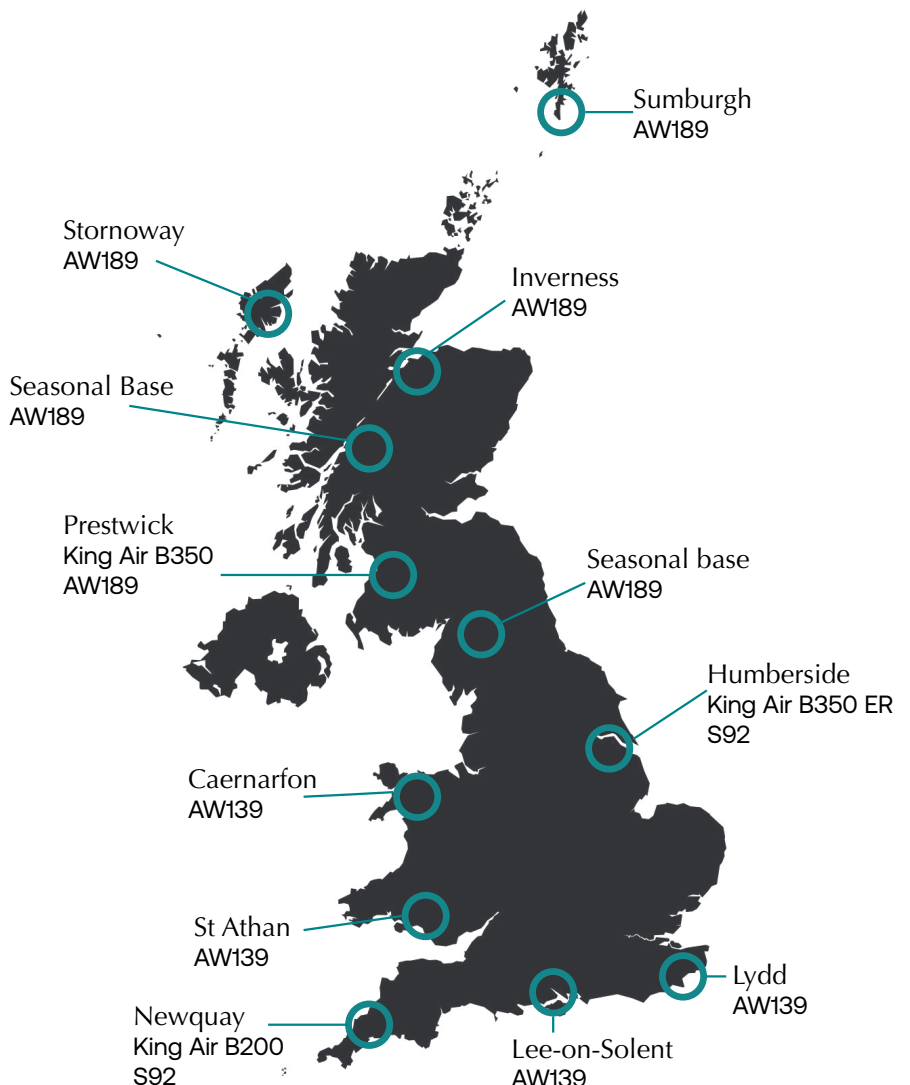 Sumburgh
AW189
Stornoway
AW189
Inverness
AW189
Seasonal Base
AW189
Prestwick
King Air B350
AW189
Seasonal base
AW189
Humberside
King Air B350 ER
S92
Caernarfon
AW139
St Athan
AW139
Lydd
AW139
Newquay
King Air B200
S92
Lee-on-Solent
AW139